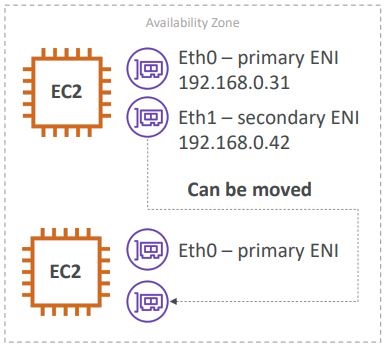 Availability Zone
EC2
Eth0 – primary ENI
192.168.0.31
Eth1 – secondary ENI
192.168.0.42
Can be moved
EC2
Eth0 – primary ENI